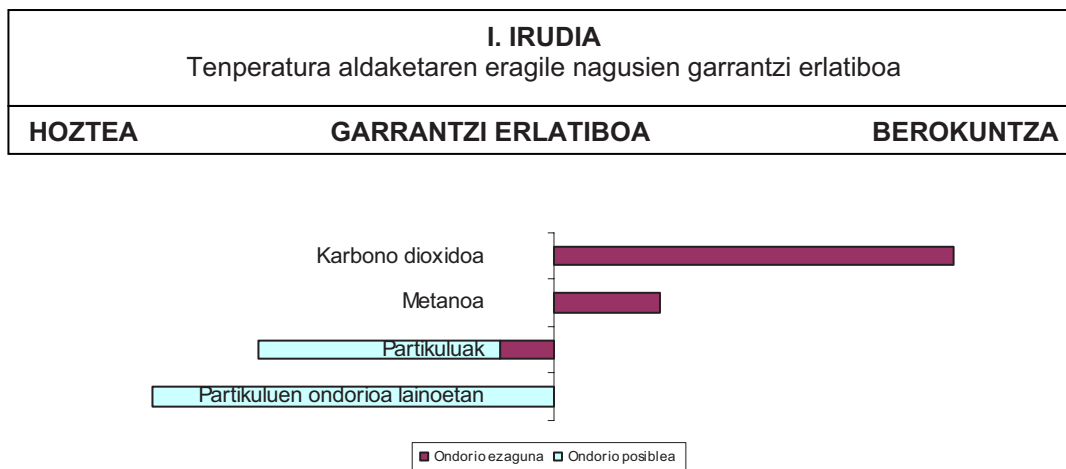 I. IRUDIA
Tenperatura aldaketaren eragile nagusien garrantzi erlatiboa
HOZTEA GARRANTZI ERLATIBOA BEROKUNTZA
Karbono dioxidoa
Metanoa
Partikuluak
Partikuluen ondorioa lainoetan
Ondorio ezaguna Ondorio posiblea